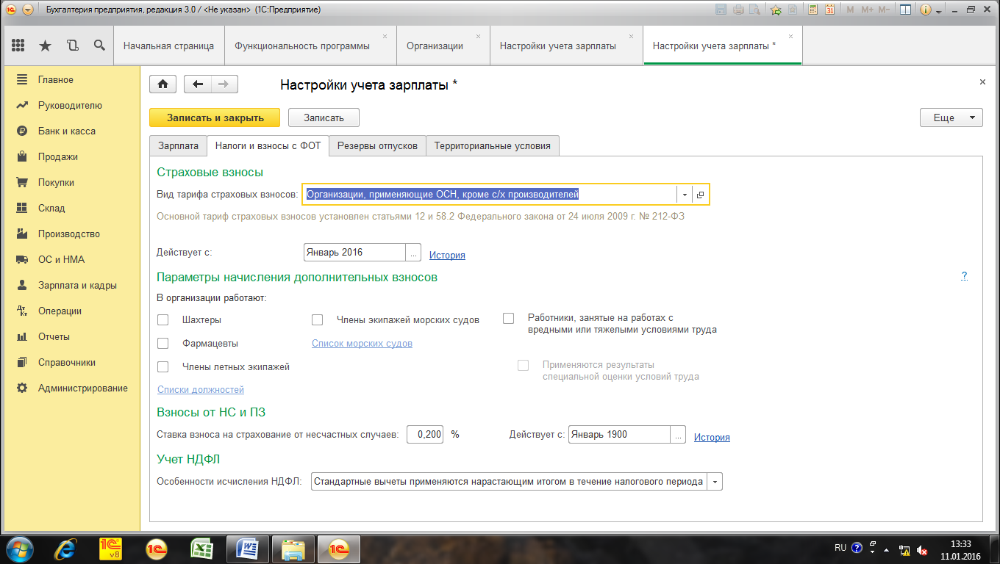 Бухгалтерия предприятия, редакция 3.0 / <Не указан> (1С:Предприятие)
M M+ M-
31
Начальная страница
Функциональность программы
Организации
Настройки учета зарплаты
Настройки учета зарплаты *
Главное
Руководителю
Банк и касса
Продажи
Покупки
Склад
Производство
ОС и НМА
Зарплата и кадры
Операции
Отчеты
Справочники
Администрирование
Настройки учета зарплаты *
Записать и закрыть
Записать
Еще
Зарплата
Налоги и взносы с ФОТ
Резервы отпусков
Территориальные условия
Страховые взносы
Вид тарифа страховых взносов: Организации, применяющие ОСН, кроме с/х производителей
Основной тариф страховых взносов установлен статьями 12 и 58.2 Федерального закона от 24 июля 2009 г. № 212-ФЗ
Действует с: Январь 2016 ... История
Параметры начисления дополнительных взносов ?
В организации работают:
Шахтеры
Члены экипажей морских судов
Работники, занятые на работах с
вредными или тяжелыми условиями труда
Фармацевты
Список морских судов
Члены летных экипажей
Применяются результаты
специальной оценки условий труда
Списки должностей
Взносы от НС и ПЗ
Ставка взноса на страхование от несчастных случаев: 0,200 % Действует с: Январь 1900 ... История
Учет НДФЛ
Особенности исчисления НДФЛ: Стандартные вычеты применяются нарастающим итогом в течение налогового периода
1С
v8
1С
1С
RU
?
13:33
11.01.2016